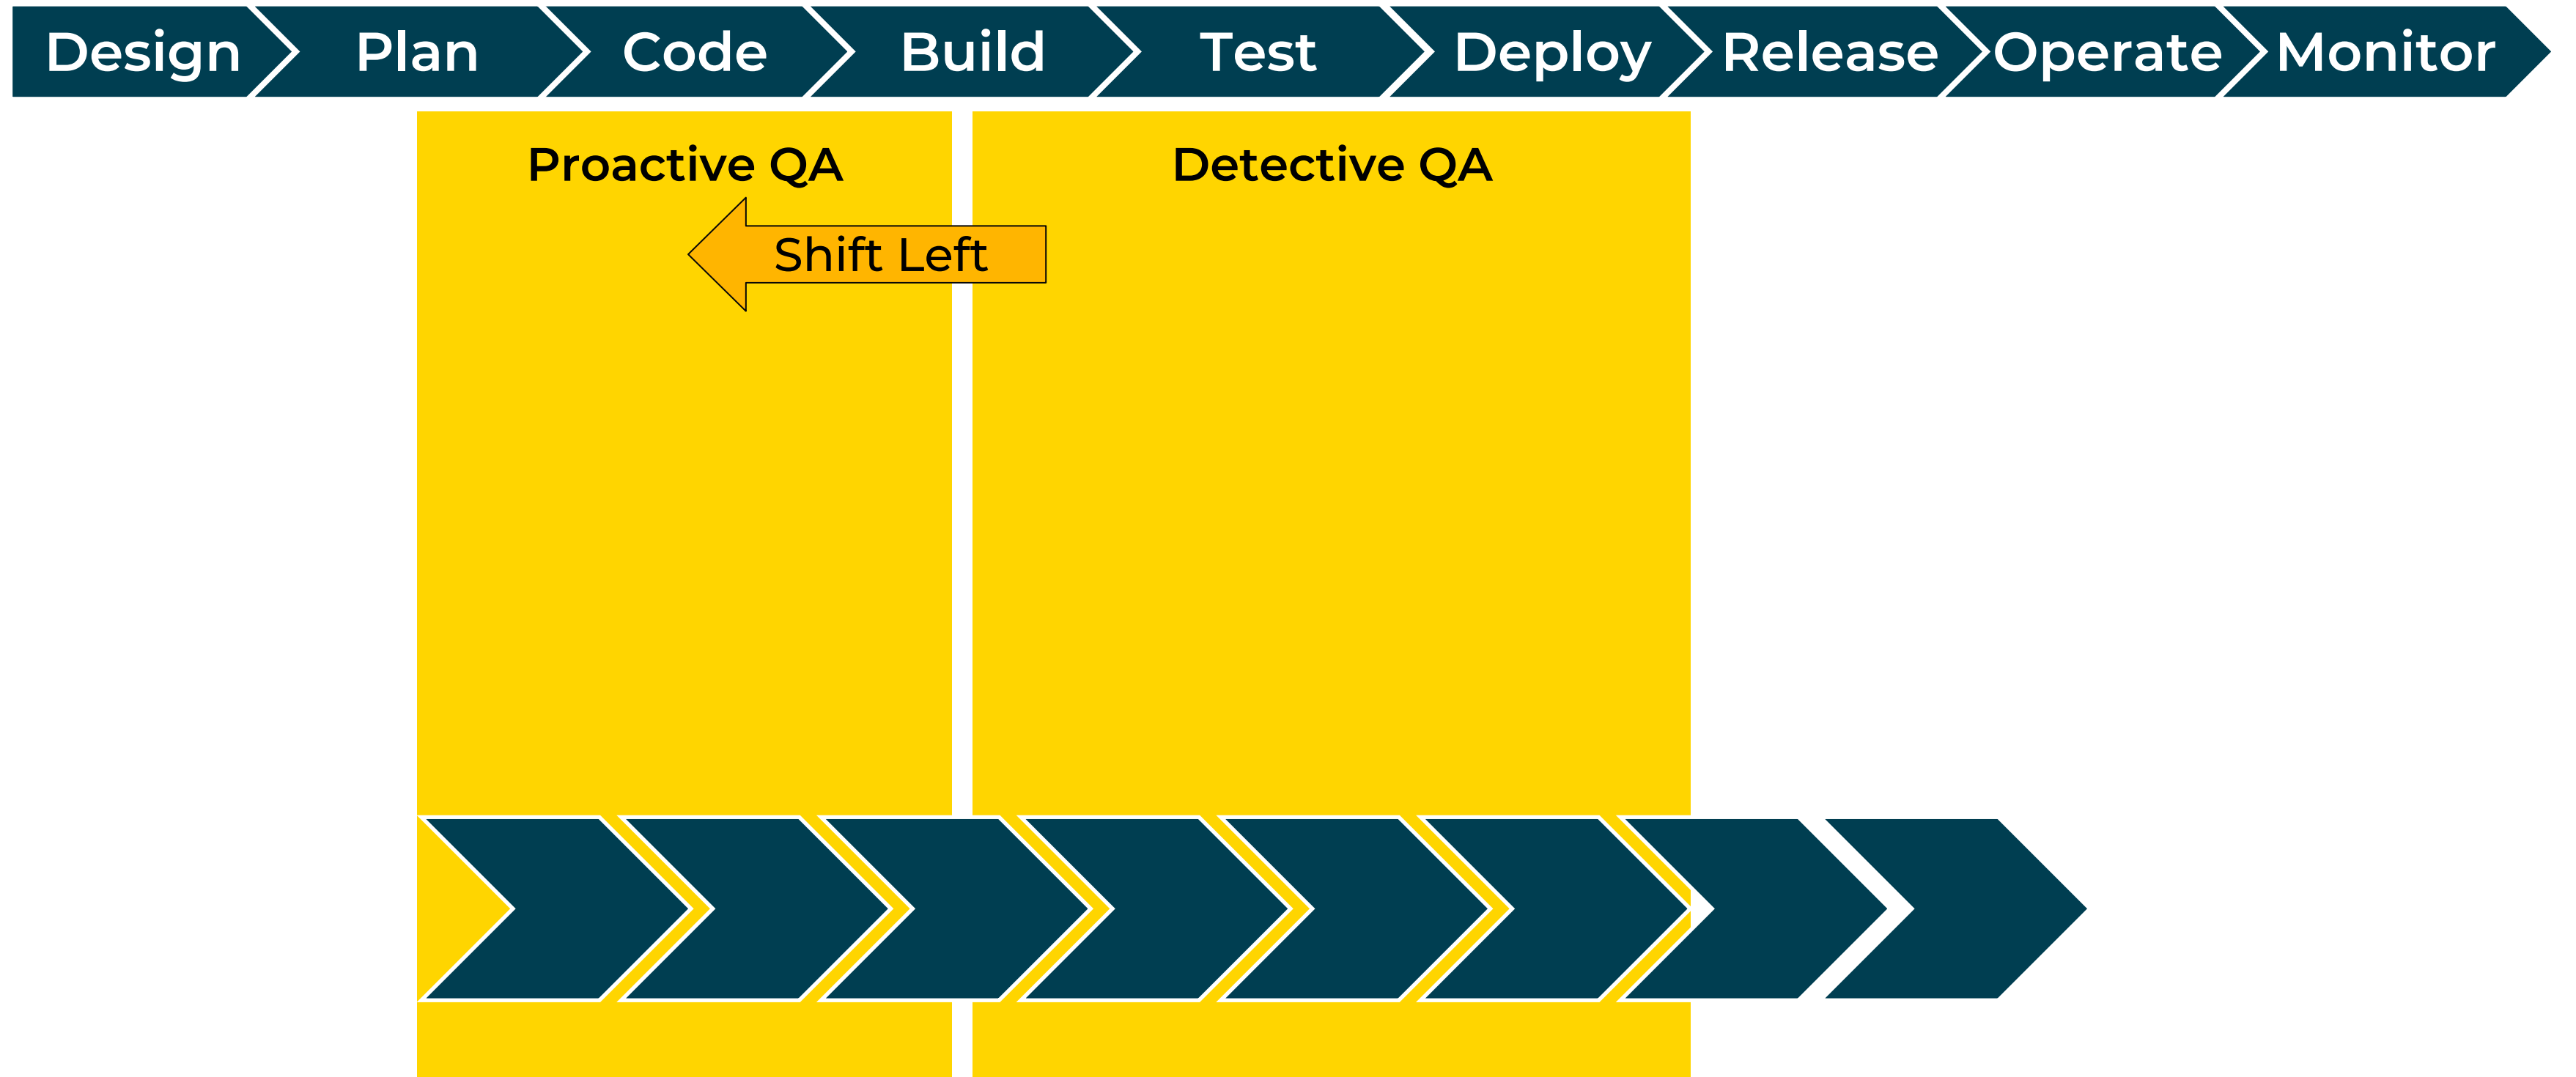 Design Plan Code Build Test Deploy Release Operate Monitor
Proactive QA
Detective QA
Shift Left